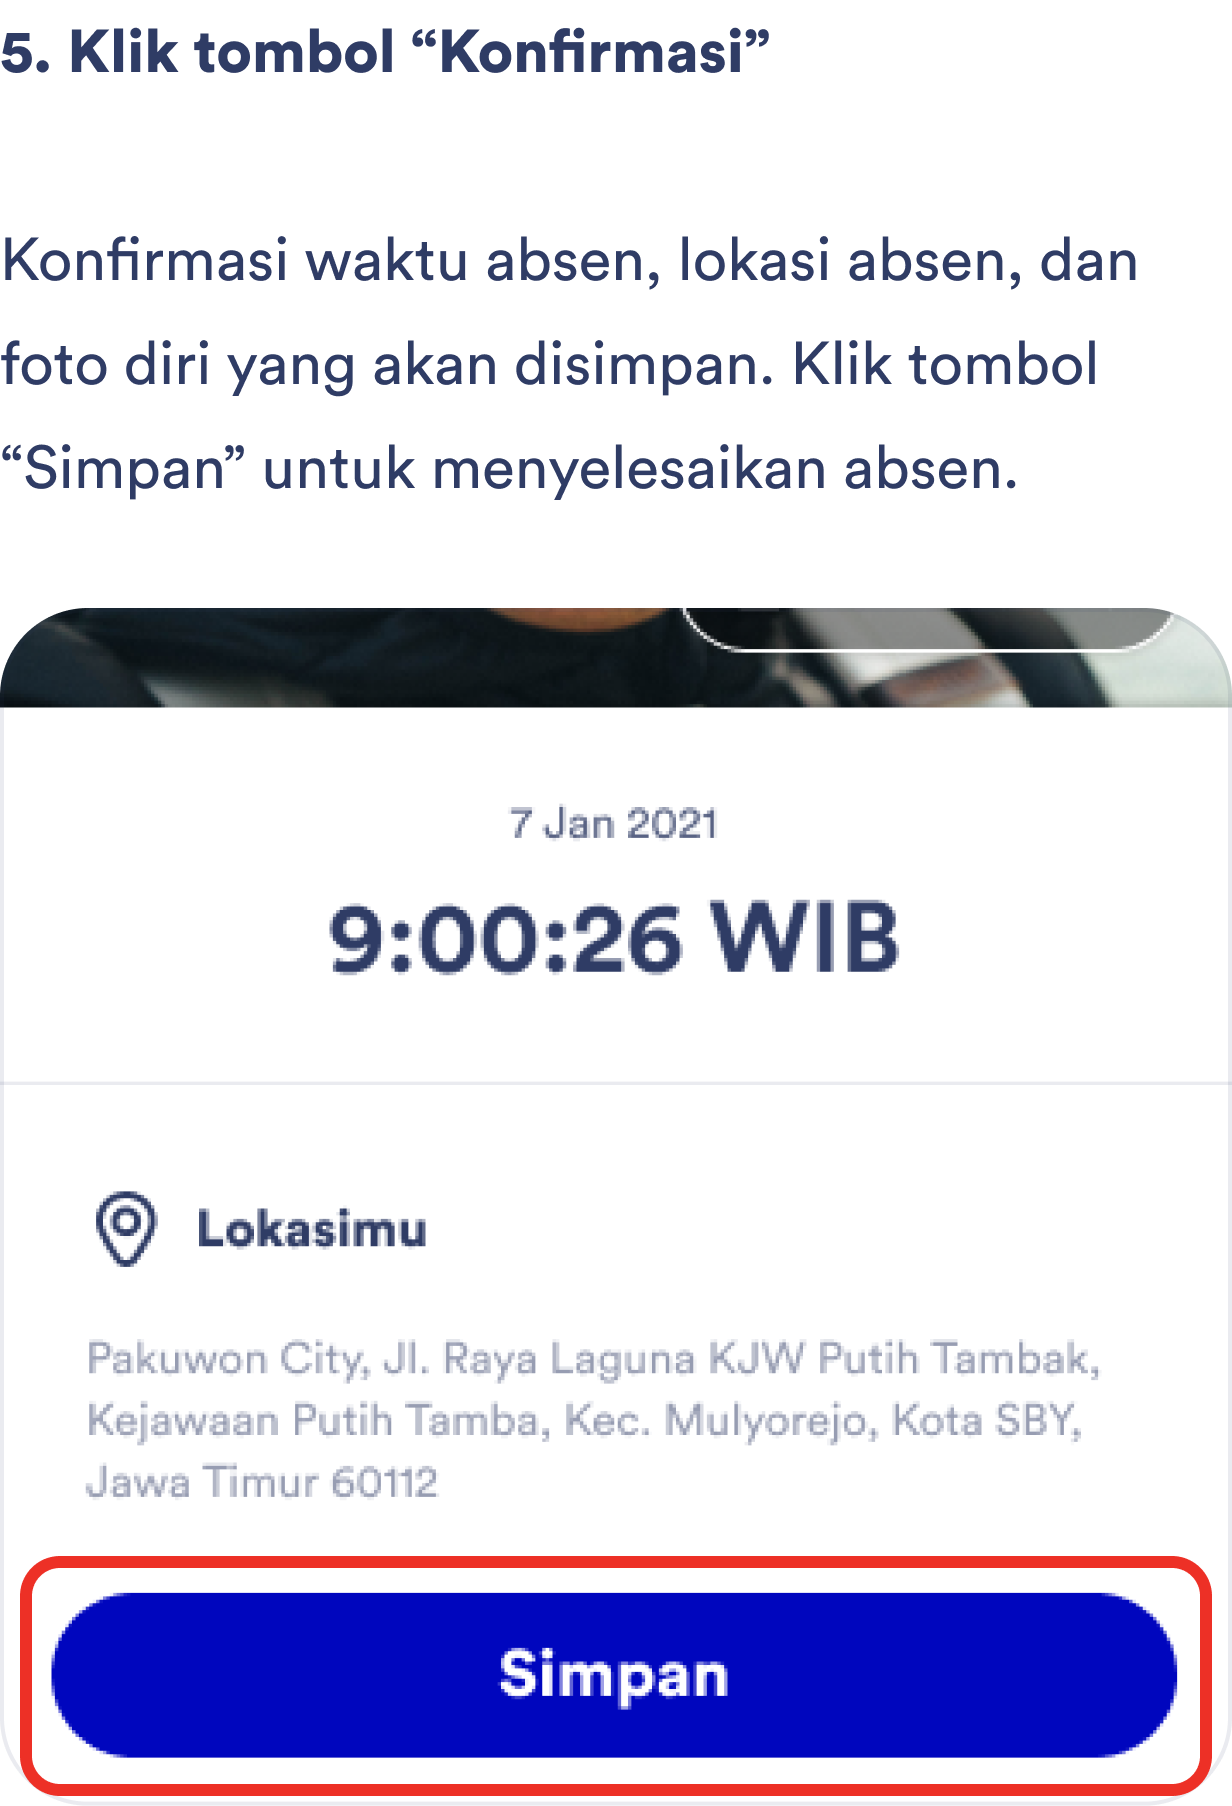 5. Klik tombol “Konfirmasi”
Konfirmasi waktu absen, lokasi absen, dan
foto diri yang akan disimpan. Klik tombol
“Simpan” untuk menyelesaikan absen.
7 Jan 2021
9:00:26 WIB
Lokasimu
Pakuwon City, Jl. Raya Laguna KJW Putih Tambak,
Kejawaan Putih Tamba, Kec. Mulyorejo, Kota SBY,
Jawa Timur 60112
Simpan